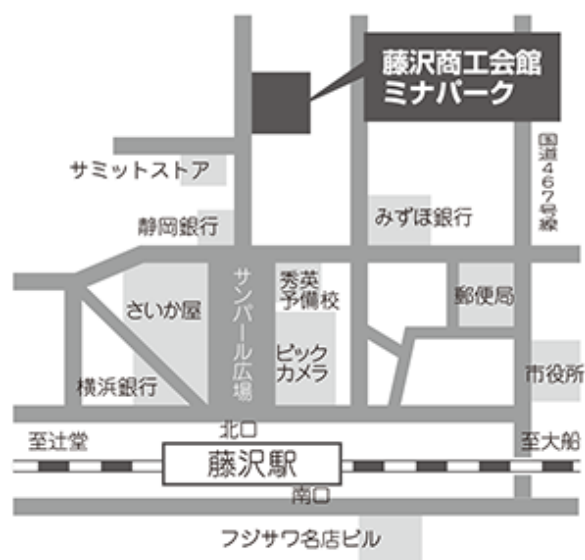 藤沢商工会館
ミナパーク
国道467号線
サミットストア
静岡銀行
みずほ銀行
さいか屋
サンパール広場
秀英
予備校
郵便局
ビック
カメラ
横浜銀行
市役所
北口
至辻堂
藤沢駅
至大船
南口
フジサワ名店ビル